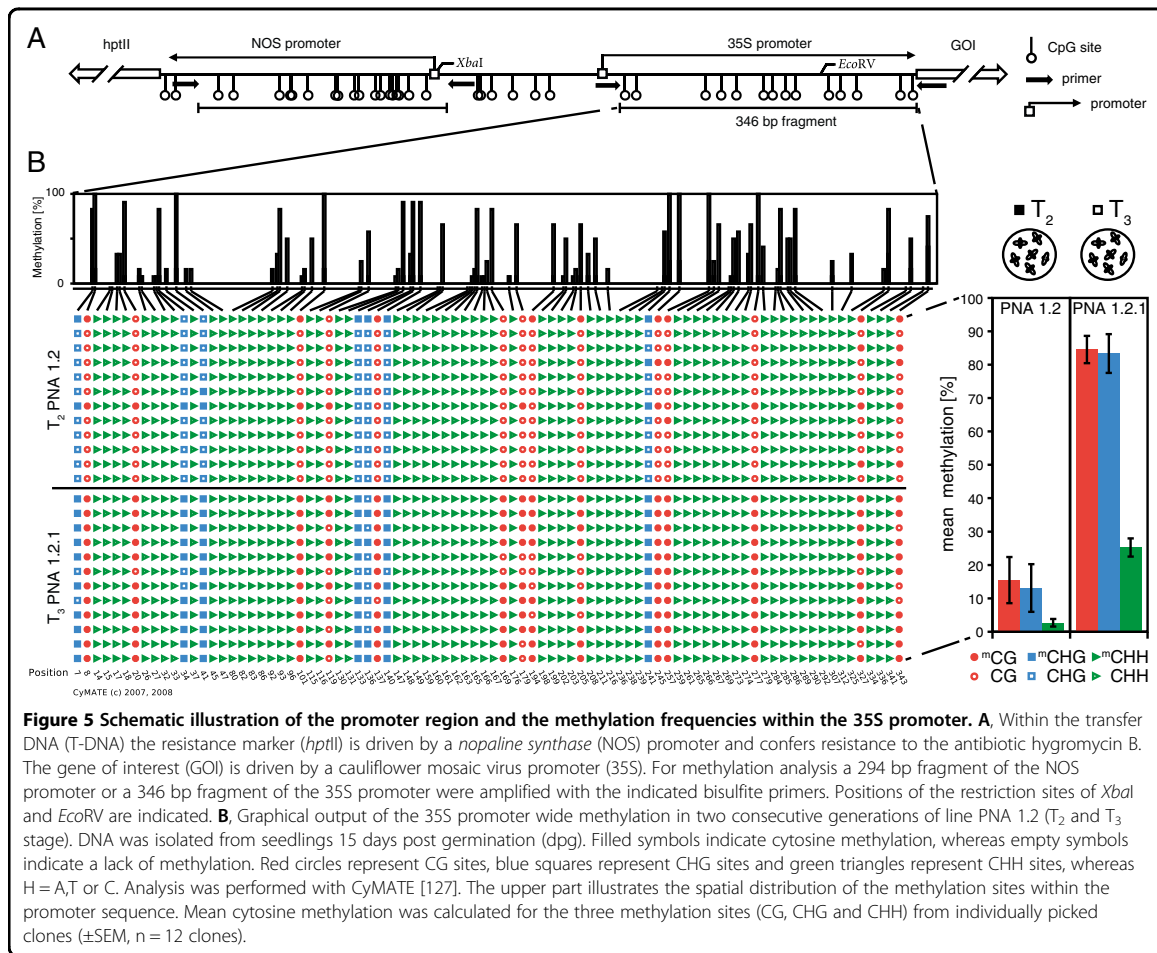 A
hptII
NOS promoter
XbaI
35S promoter
EcoRV
GOI
CpG site
primer
promoter
346 bp fragment
B
Methylation [%]
100
0
T2
T3
T2 PNA 1.2
T3 PNA 1.2.1
Position
CyMATE (c) 2007, 2008
mean methylation [%]
100
90
80
70
60
50
40
30
20
10
0
PNA 1.2
PNA 1.2.1
mCG mCHG mCHH
CG CHG CHH
Figure 5 Schematic illustration of the promoter region and the methylation frequencies within the 35S promoter. A, Within the transfer
DNA (T-DNA) the resistance marker (hptII) is driven by a nopaline synthase (NOS) promoter and confers resistance to the antibiotic hygromycin B.
The gene of interest (GOI) is driven by a cauliflower mosaic virus promoter (35S). For methylation analysis a 294 bp fragment of the NOS
promoter or a 346 bp fragment of the 35S promoter were amplified with the indicated bisulfite primers. Positions of the restriction sites of XbaI
and EcoRV are indicated. B, Graphical output of the 35S promoter wide methylation in two consecutive generations of line PNA 1.2 (T2 and T3
stage). DNA was isolated from seedlings 15 days post germination (dpg). Filled symbols indicate cytosine methylation, whereas empty symbols
indicate a lack of methylation. Red circles represent CG sites, blue squares represent CHG sites and green triangles represent CHH sites, whereas
H = A,T or C. Analysis was performed with CyMATE [127]. The upper part illustrates the spatial distribution of the methylation sites within the
promoter sequence. Mean cytosine methylation was calculated for the three methylation sites (CG, CHG and CHH) from individually picked
clones (±SEM, n = 12 clones).